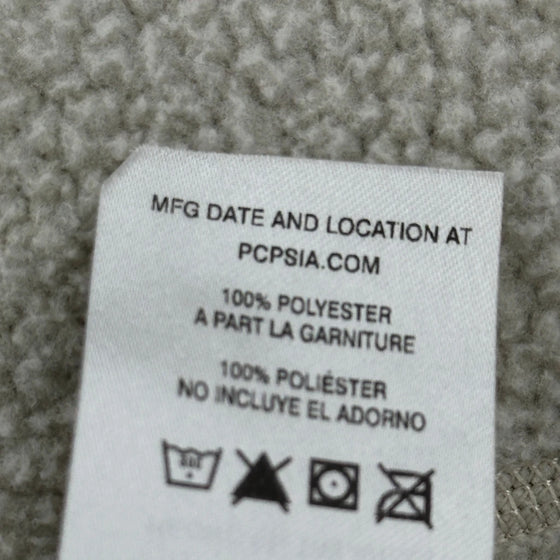 MFG DATE AND LOCATION AT
PCPSIA.COM
100% POLYESTER
A PART LA GARNITURE
100% POLIÉSTER
NO INCLUYE EL ADORNO